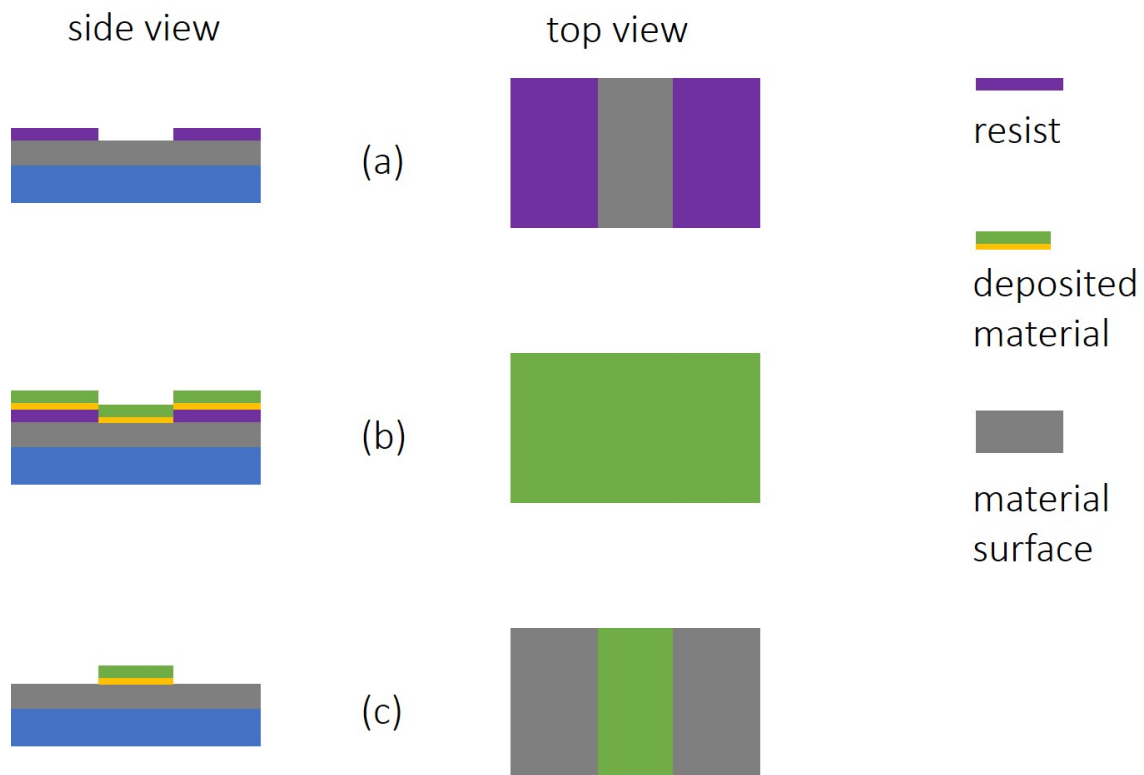 side view
top view
(a)
resist
deposited
material
(b)
material
surface
(c)